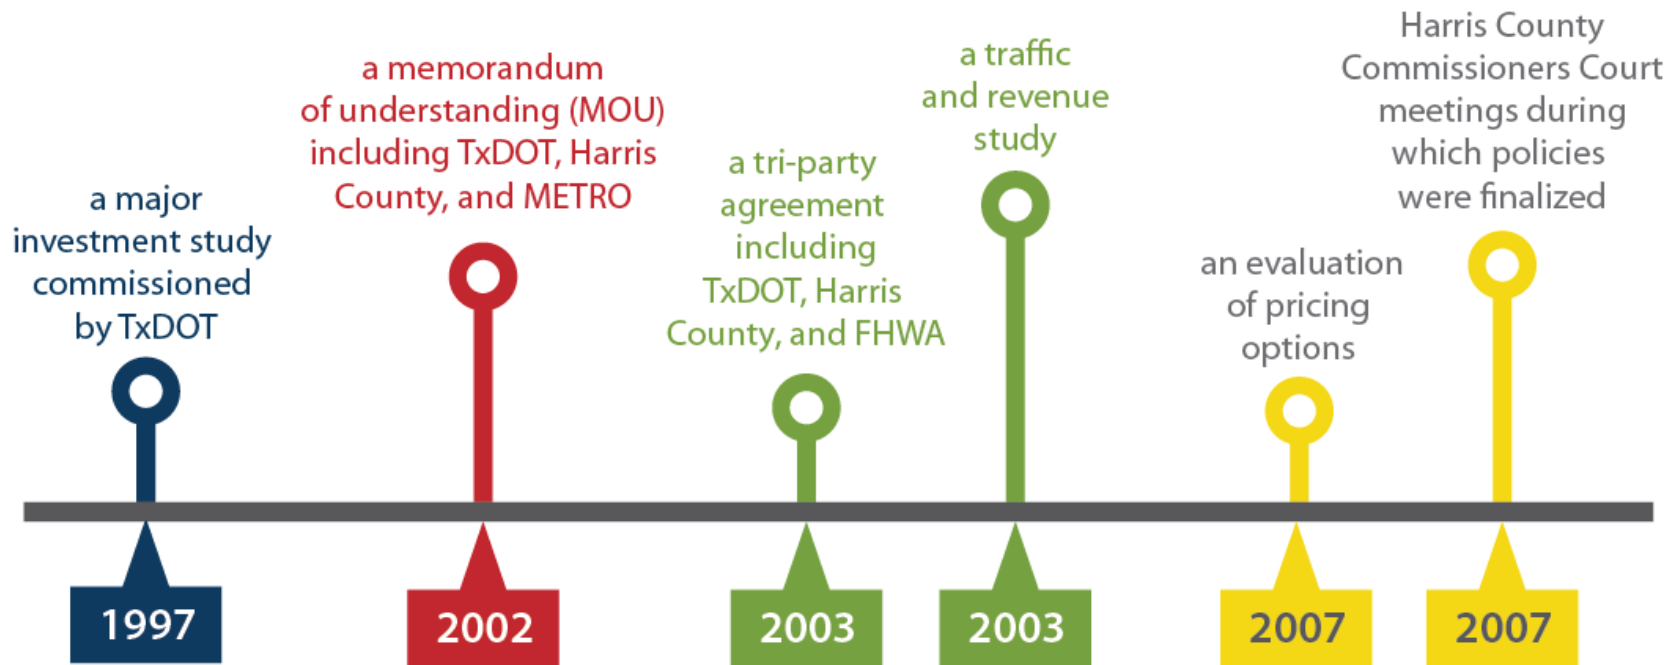 a major
investment study
commissioned
by TxDOT
1997
a memorandum
of understanding (MOU)
including TxDOT, Harris
County, and METRO
2002
a tri-party
agreement
including
TxDOT, Harris
County, and FHWA
2003
a traffic
and revenue
study
2003
an evaluation
of pricing
options
2007
Harris County
Commissioners Court
meetings during
which policies
were finalized
2007